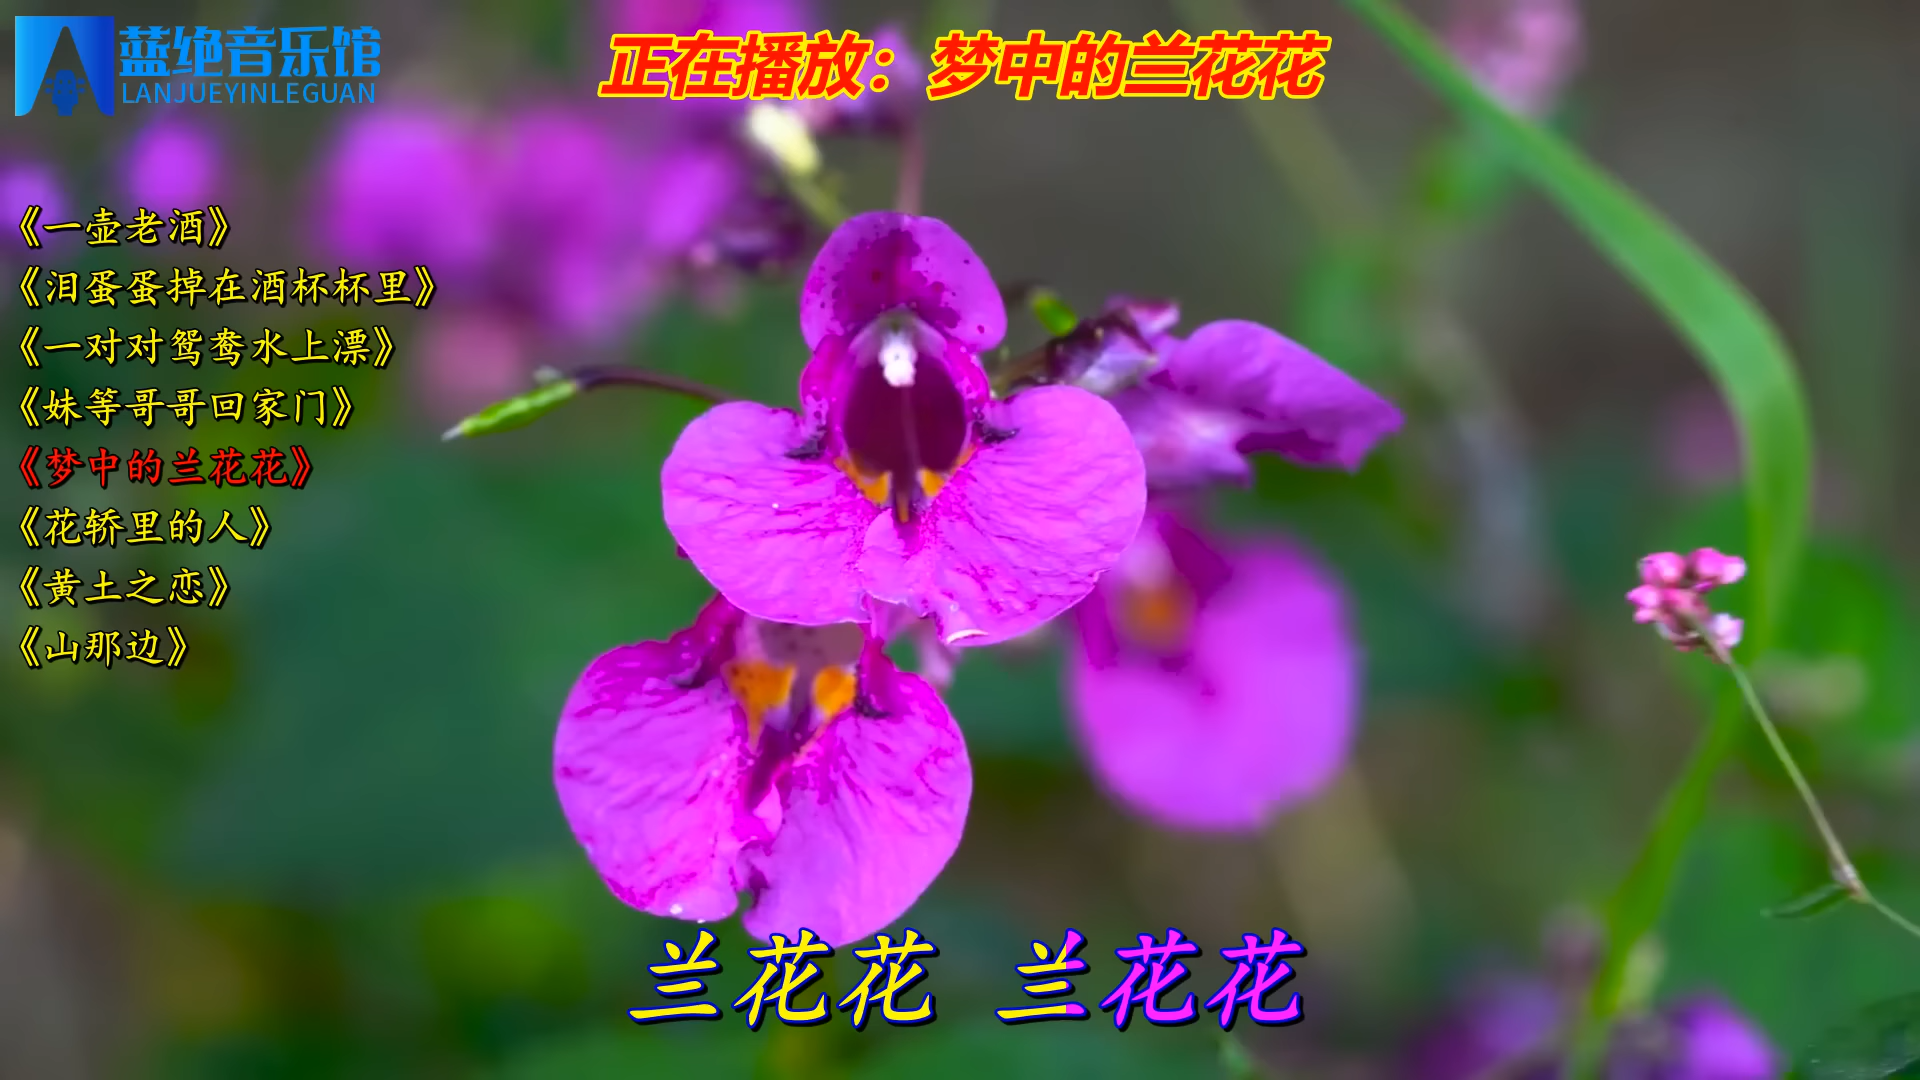 蓝绝音乐馆
LANJUEYINLEGUAN
正在播放：梦中的兰花花
《一壶老酒》
《泪蛋蛋掉在酒杯杯里》
《一对对鸳鸯水上漂》
《妹等哥哥回家门》
《梦中的兰花花》
《花轿里的人》
《黄土之恋》
《山那边》
兰花花 兰花花